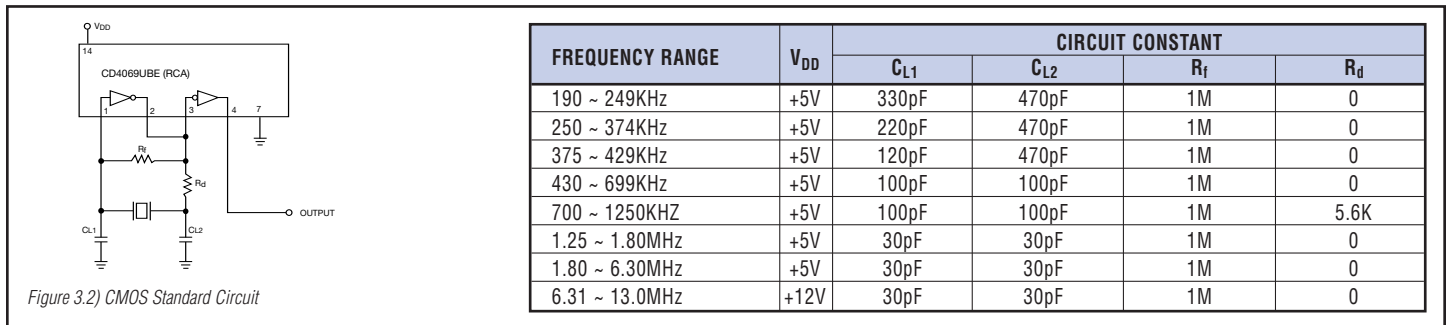 VDD
14
CD4069UBE (RCA)
1 2 3 4 7
Rf
Rd
OUTPUT
CL1 CL2
Figure 3.2) CMOS Standard Circuit
FREQUENCY RANGE VDD CIRCUIT CONSTANT
CL1 CL2 Rf Rd
190 ~ 249KHz +5V 330pF 470pF 1M 0
250 ~ 374KHz +5V 220pF 470pF 1M 0
375 ~ 429KHz +5V 120pF 470pF 1M 0
430 ~ 699KHz +5V 100pF 100pF 1M 0
700 ~ 1250KHZ +5V 100pF 100pF 1M 5.6K
1.25 ~ 1.80MHz +5V 30pF 30pF 1M 0
1.80 ~ 6.30MHz +5V 30pF 30pF 1M 0
6.31 ~ 13.0MHz +12V 30pF 30pF 1M 0